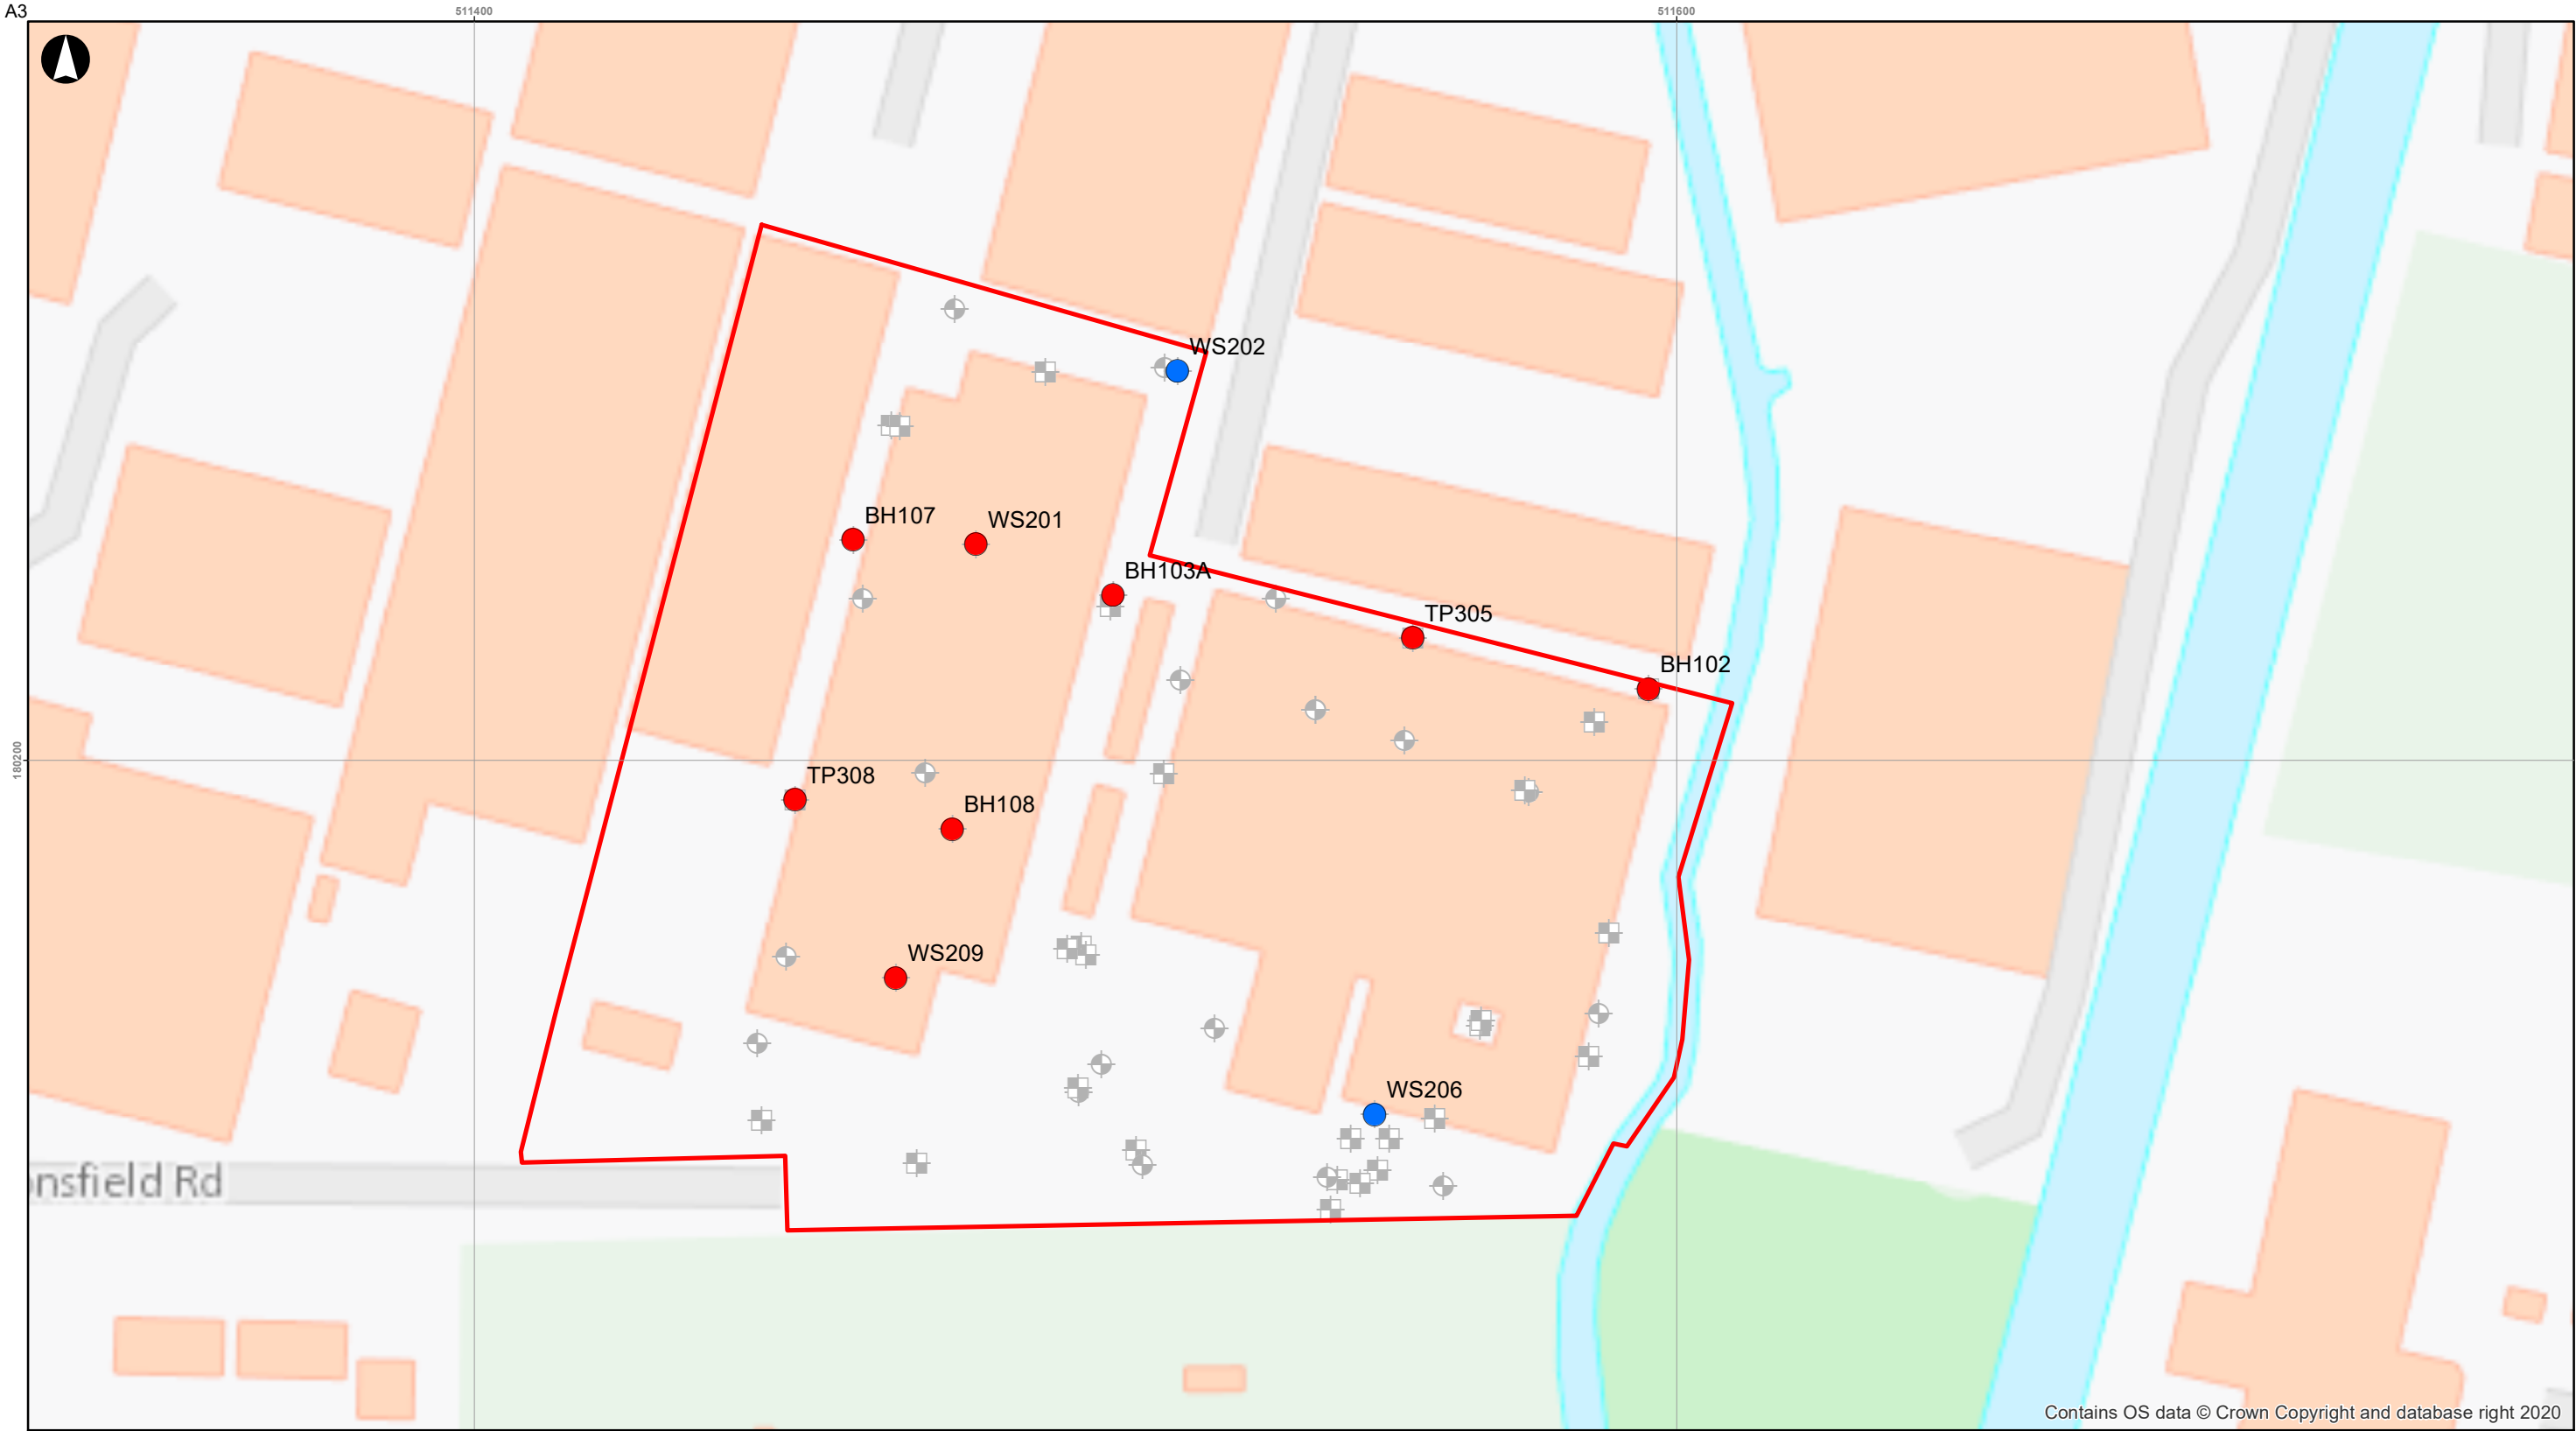 A3
511400
511600
WS202
BH107
WS201
BH103A
TP305
BH102
180200
TP308
BH108
WS209
WS206
onsfield Rd
Contains OS data © Crown Copyright and database right 2020